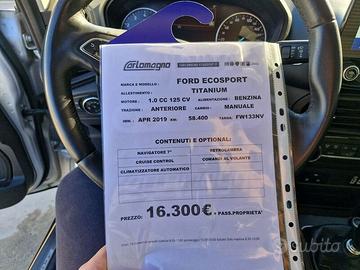 Carlomagno
MARCA E MODELLO: FORD ECOSPORT
ALLESTIMENTO: TITANIUM
MOTORE: 1.0 CC 125 CV ALIMENTAZIONE: BENZINA
TRAZIONE: ANTERIORE CAMBIO: MANUALE
IMM. APR 2019 KM: 58.400 TARGA: FW133NV
CONTENUTI E OPTIONAL:
NAVIGATORE 7" RETROCAMERA
CRUISE CONTROL COMANDI AL VOLANTE
CLIMATIZZATORE AUTOMATICO
PREZZO: 16.300€ + PASS.PROPRIETA'
subito